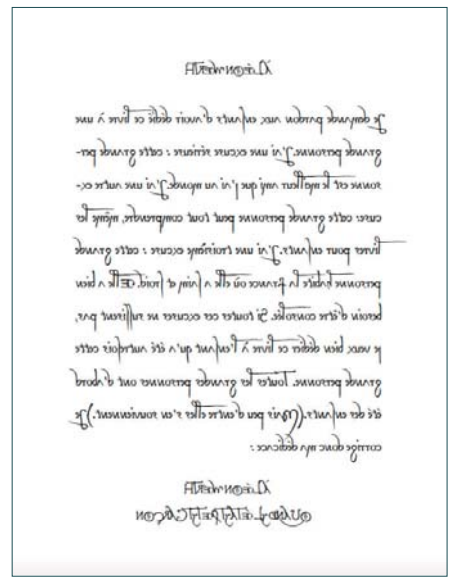 À Léon Werth
Je demande pardon aux enfants d'avoir dédié ce livre à une
grande personne. J'ai une excuse sérieuse : cette grande per-
sonne est le meilleur ami que j'ai au monde. J'ai une autre ex-
cuse: cette grande personne peut tout comprendre, même les
livres pour enfants. J'ai une troisième excuse : cette grande
personne habite la France où elle a faim et froid. Elle a bien
besoin d'être consolée. Si toutes ces excuses ne suffisent pas,
je veux bien dédier ce livre à l'enfant qu'a été autrefois cette
grande personne. Toutes les grandes personnes ont d'abord
été des enfants. (Mais peu d'entre elles s'en souviennent.) Je
corrige donc ma dédicace :
À Léon Werth
QUAND IL ÉTAIT PETIT GARÇON